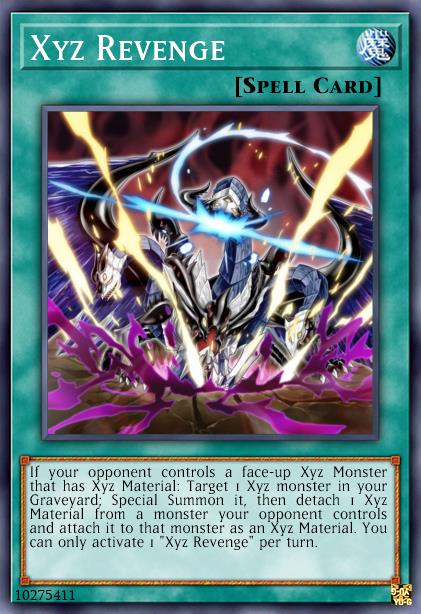 Xyz Revenge
[Spell Card]
If your opponent controls a face-up Xyz Monster
that has Xyz Material: Target 1 Xyz monster in your
Graveyard; Special Summon it, then detach 1 Xyz
Material from a monster your opponent controls
and attach it to that monster as an Xyz Material. You
can only activate 1 "Xyz Revenge" per turn.
10275411